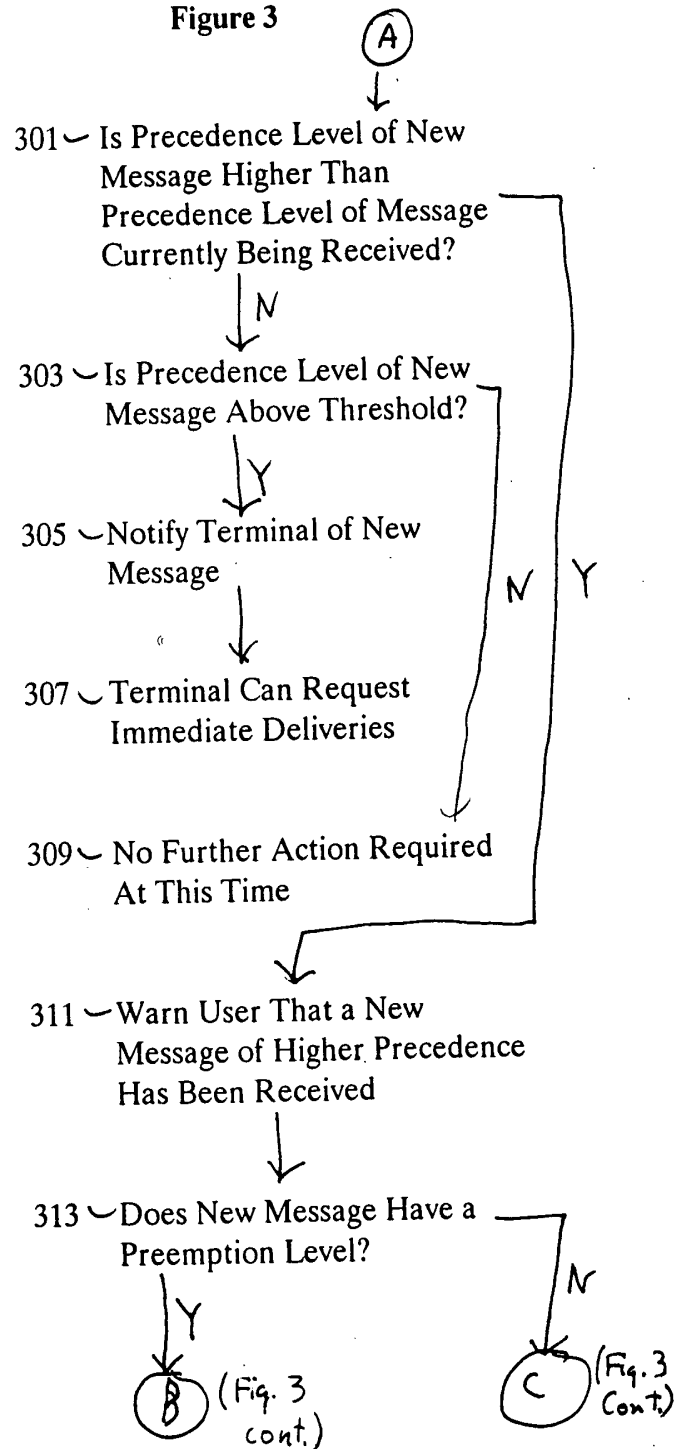 Figure 3
A
301 Is Precedence Level of New
Message Higher Than
Precedence Level of Message
Currently Being Received?
N
303 Is Precedence Level of New
Message Above Threshold?
Y
305 Notify Terminal of New
Message
N Y
307 Terminal Can Request
Immediate Deliveries
309 No Further Action Required
At This Time
311 Warn User That a New
Message of Higher Precedence
Has Been Received
313 Does New Message Have a
Preemption Level?
N
Y
B (Fig. 3
cont.)
C (Fig. 3
Cont.)